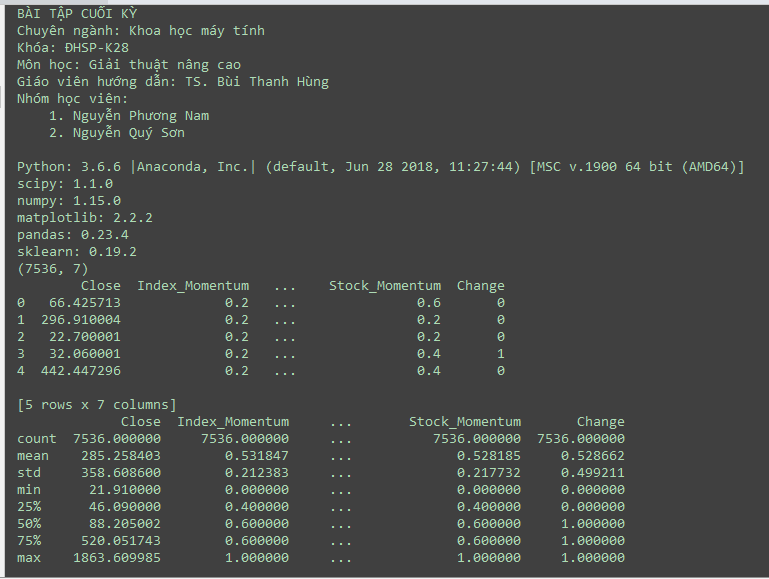 BÀI TẬP CUỐI KỲ
Chuyên ngành: Khoa học máy tính
Khóa: ĐHSP-K28
Môn học: Giải thuật nâng cao
Giáo viên hướng dẫn: TS. Bùi Thanh Hùng
Nhóm học viên:
    1. Nguyễn Phương Nam
    2. Nguyễn Quý Sơn

Python: 3.6.6 |Anaconda, Inc.| (default, Jun 28 2018, 11:27:44) [MSC v.1900 64 bit (AMD64)]
scipy: 1.1.0
numpy: 1.15.0
matplotlib: 2.2.2
pandas: 0.23.4
sklearn: 0.19.2
(7536, 7)
        Close  Index_Momentum   ...    Stock_Momentum  Change
0   66.425713             0.2   ...               0.6       0
1  296.910004             0.2   ...               0.2       0
2   22.700001             0.2   ...               0.2       0
3   32.060001             0.2   ...               0.4       1
4  442.447296             0.2   ...               0.4       0

[5 rows x 7 columns]
             Close  Index_Momentum     ...       Stock_Momentum       Change
count  7536.000000     7536.000000     ...          7536.000000  7536.000000
mean    285.258403        0.531847     ...             0.528185     0.528662
std     358.608600        0.212383     ...             0.217732     0.499211
min      21.910000        0.000000     ...             0.000000     0.000000
25%      46.090000        0.400000     ...             0.400000     0.000000
50%      88.205002        0.600000     ...             0.600000     1.000000
75%     520.051743        0.600000     ...             0.600000     1.000000
max    1863.609985        1.000000     ...             1.000000     1.000000